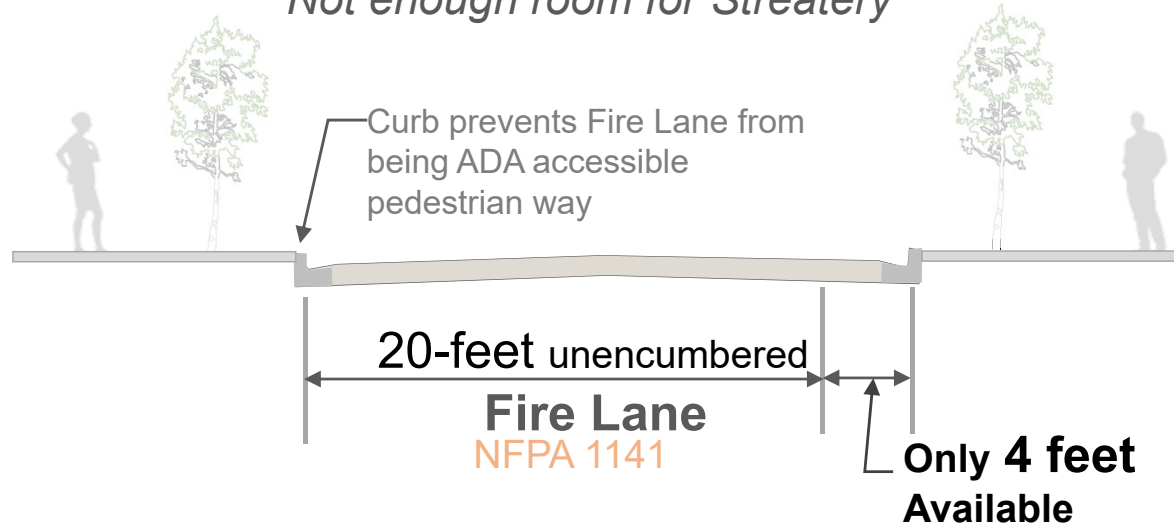 Not enough room for Streatery
Curb prevents Fire Lane from
being ADA accessible
pedestrian way
20-feet unencumbered
Fire Lane
NFPA 1141
Only 4 feet
Available